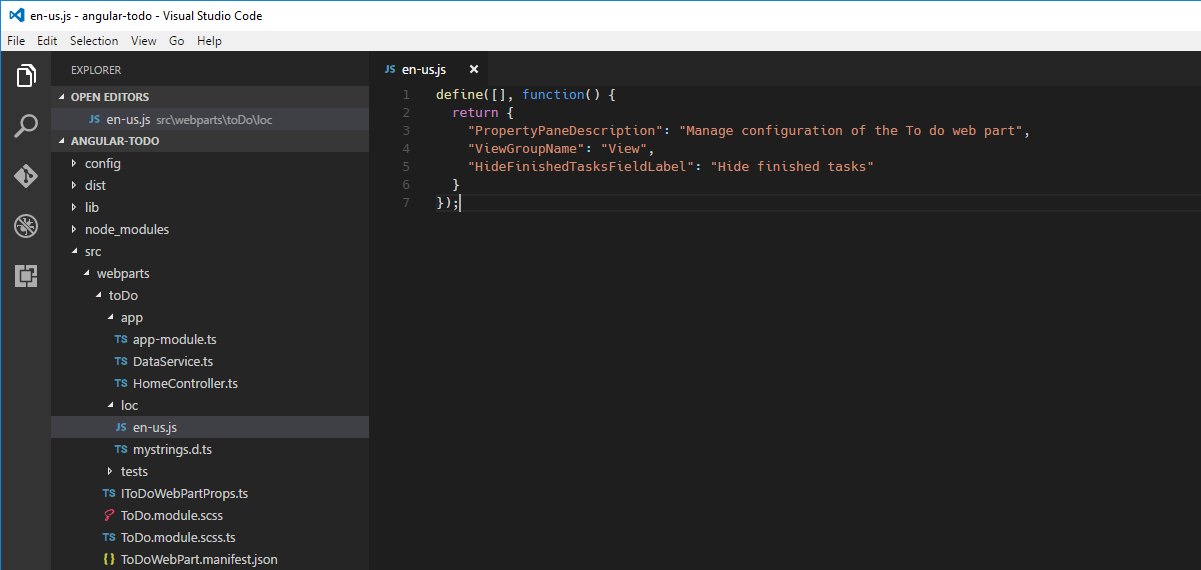 en-us.js - angular-todo - Visual Studio Code
File Edit Selection View Go Help
EXPLORER
OPEN EDITORS
JS en-us.js src\webparts\toDo\loc
ANGULAR-TODO
config
dist
lib
node_modules
src
webparts
toDo
app
TS app-module.ts
TS DataService.ts
TS HomeController.ts
loc
JS en-us.js
TS mystrings.d.ts
tests
TS IToDoWebPartProps.ts
ToDo.module.scss
TS ToDo.module.scss.ts
{} ToDoWebPart.manifest.json
JS en-us.js
1 define([], function() {
2   return {
3     "PropertyPaneDescription": "Manage configuration of the To do web part",
4     "ViewGroupName": "View",
5     "HideFinishedTasksFieldLabel": "Hide finished tasks"
6   }
7 });